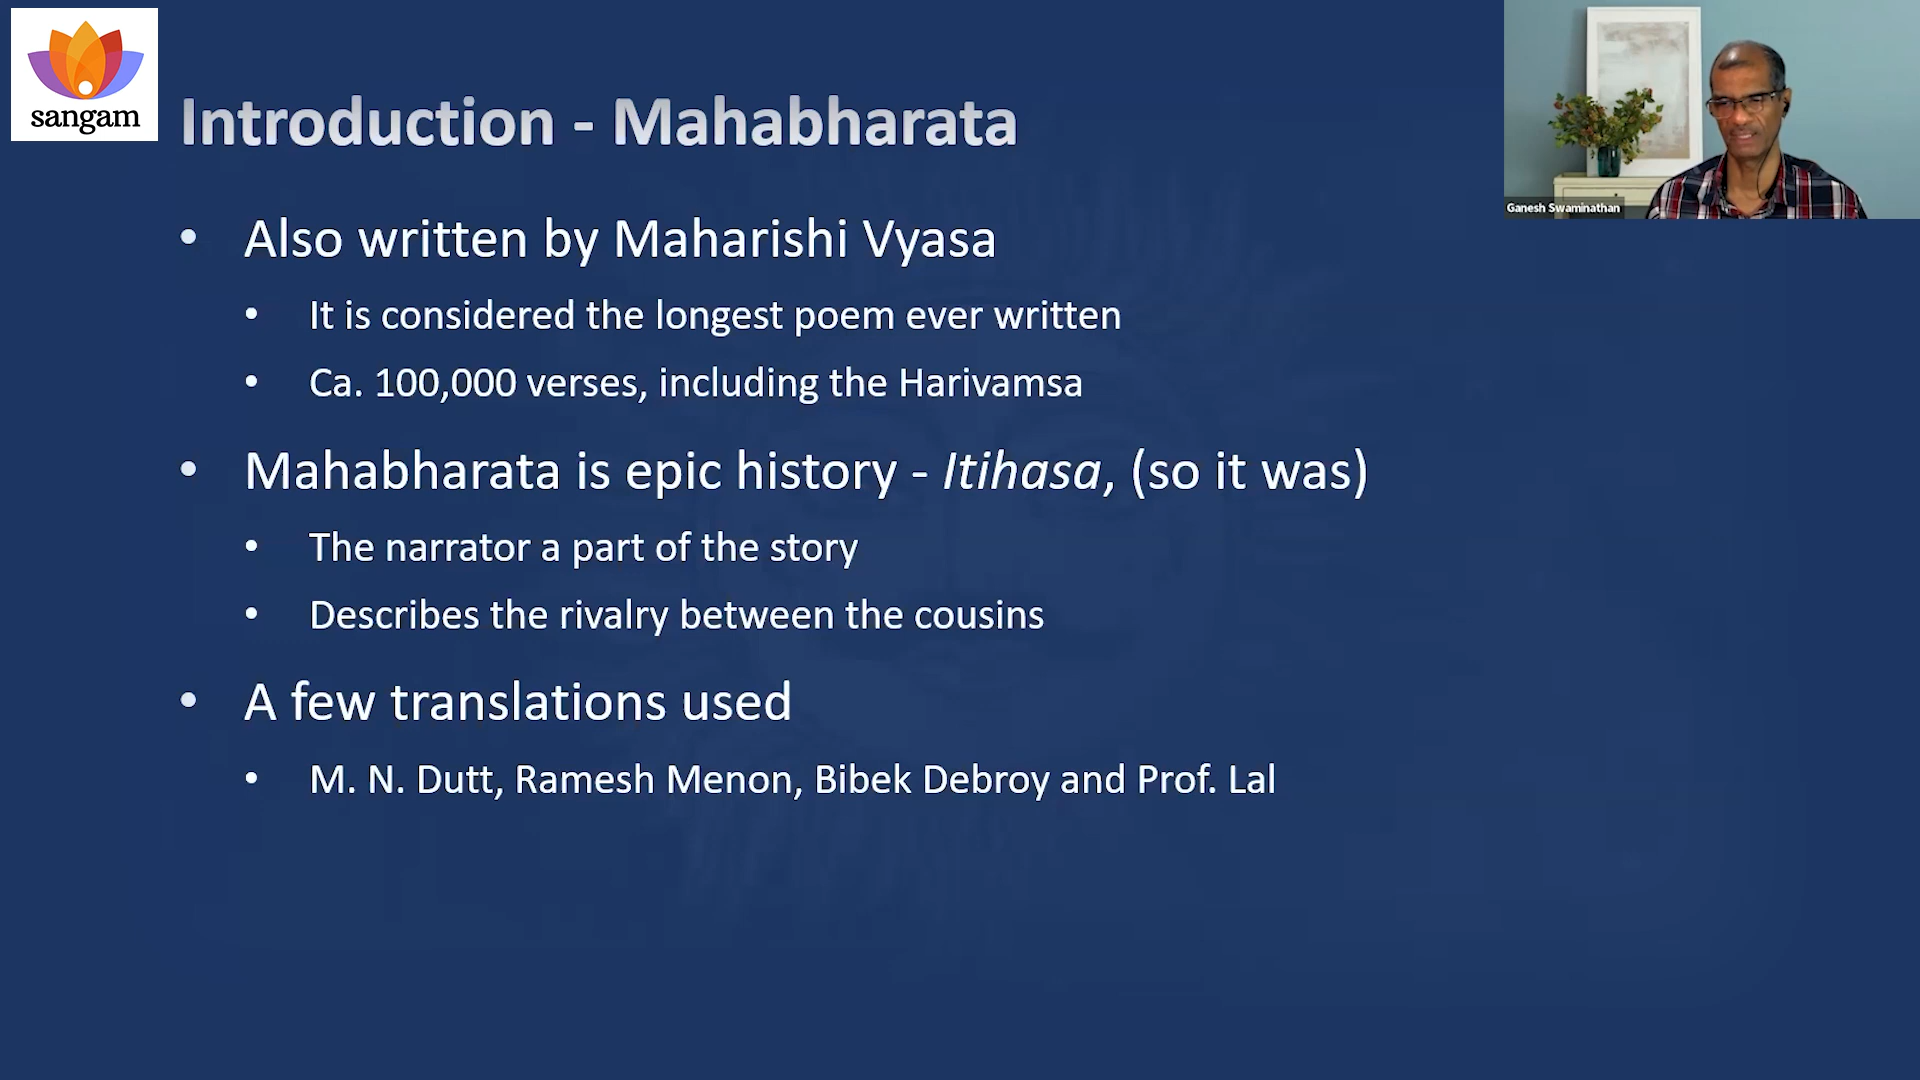 sangam
Introduction - Mahabharata
Ganesh Swaminathan
• Also written by Maharishi Vyasa
• It is considered the longest poem ever written
• Ca. 100,000 verses, including the Harivamsa
• Mahabharata is epic history - Itihasa, (so it was)
• The narrator a part of the story
• Describes the rivalry between the cousins
• A few translations used
• M. N. Dutt, Ramesh Menon, Bibek Debroy and Prof. Lal